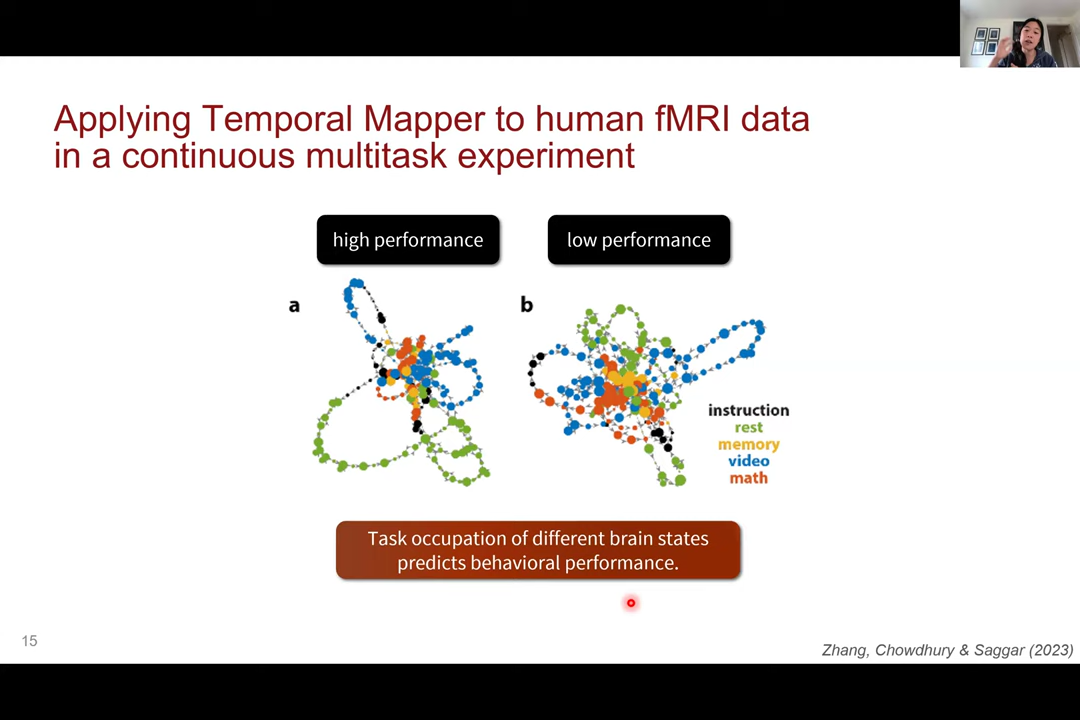 Applying Temporal Mapper to human fMRI data
in a continuous multitask experiment
high performance
low performance
a
b
instruction
rest
memory
video
math
Task occupation of different brain states
predicts behavioral performance.
15
Zhang, Chowdhury & Saggar (2023)